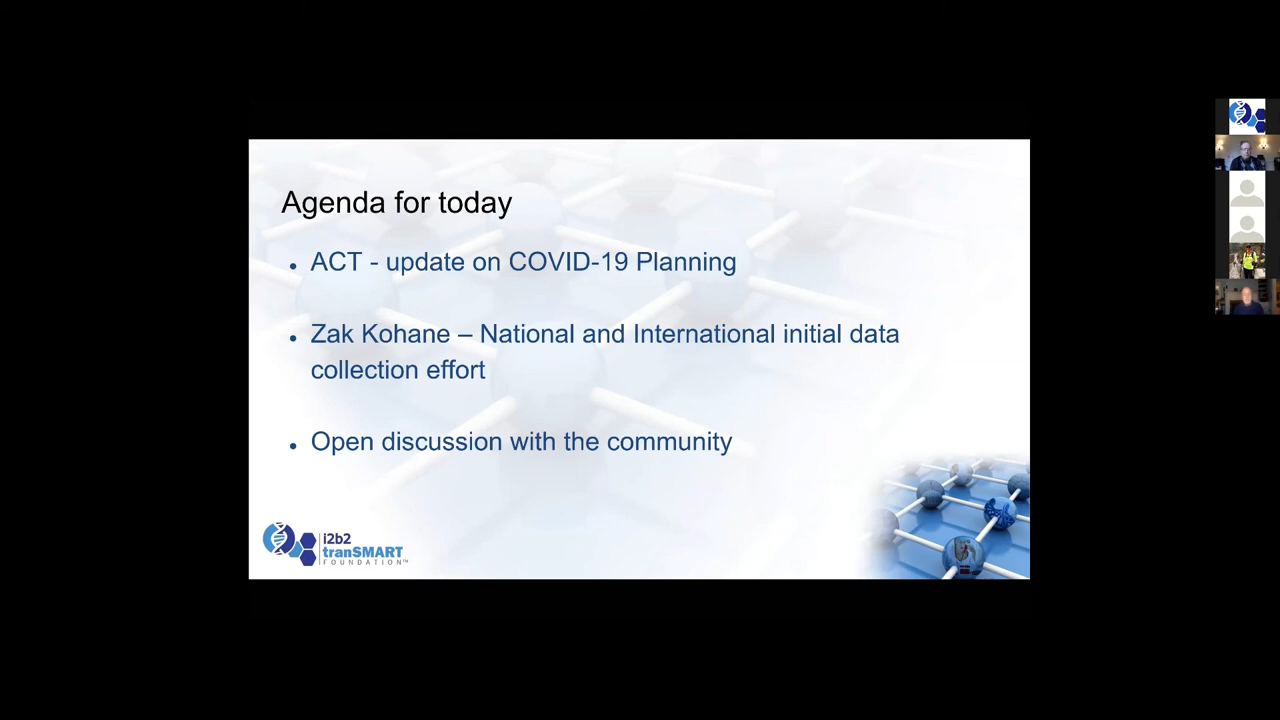 Agenda for today
• ACT - update on COVID-19 Planning
• Zak Kohane – National and International initial data
collection effort
• Open discussion with the community
i2b2
tranSMART
FOUNDATION™